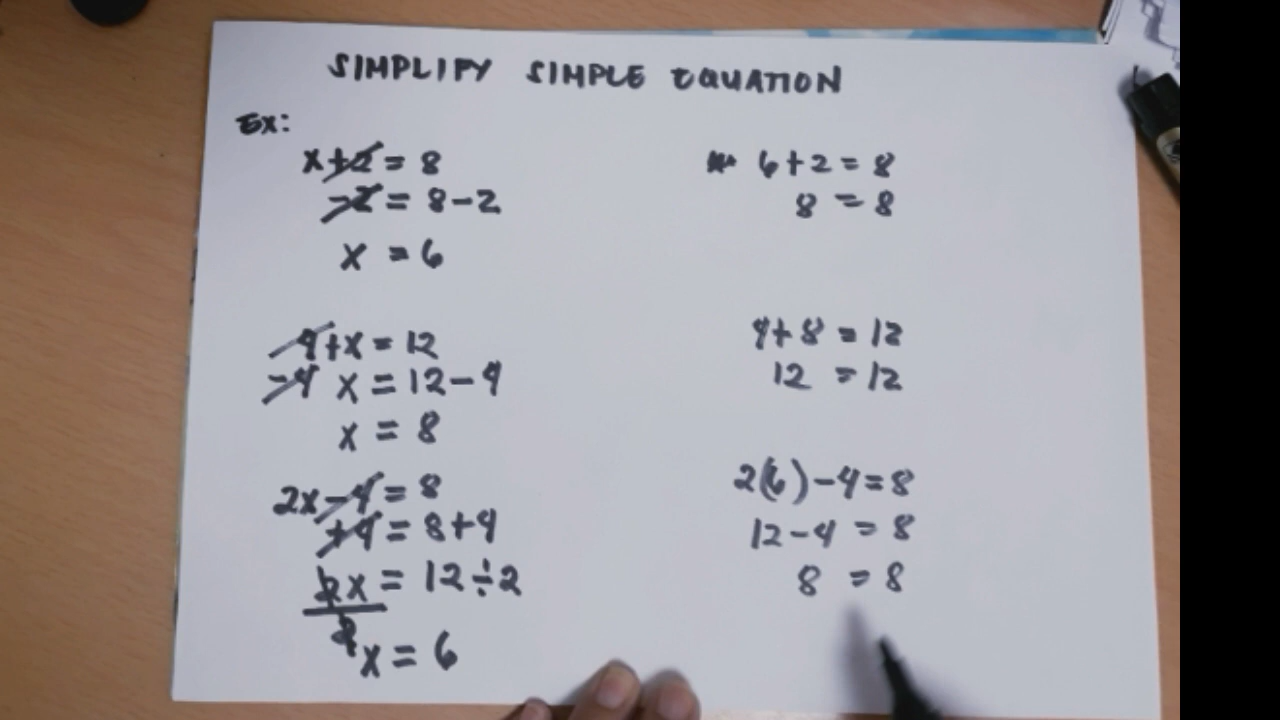 SIMPLIFY SIMPLE EQUATION
Ex:
x+2 = 8
-2 = 8-2
x = 6
4+x = 12
-4 x = 12-4
x = 8
2x-4 = 8
+4 = 8+4
2x = 12÷2
2
x = 6
6+2 = 8
8 = 8
4+8 = 12
12 = 12
2(6)-4=8
12-4 = 8
8 = 8